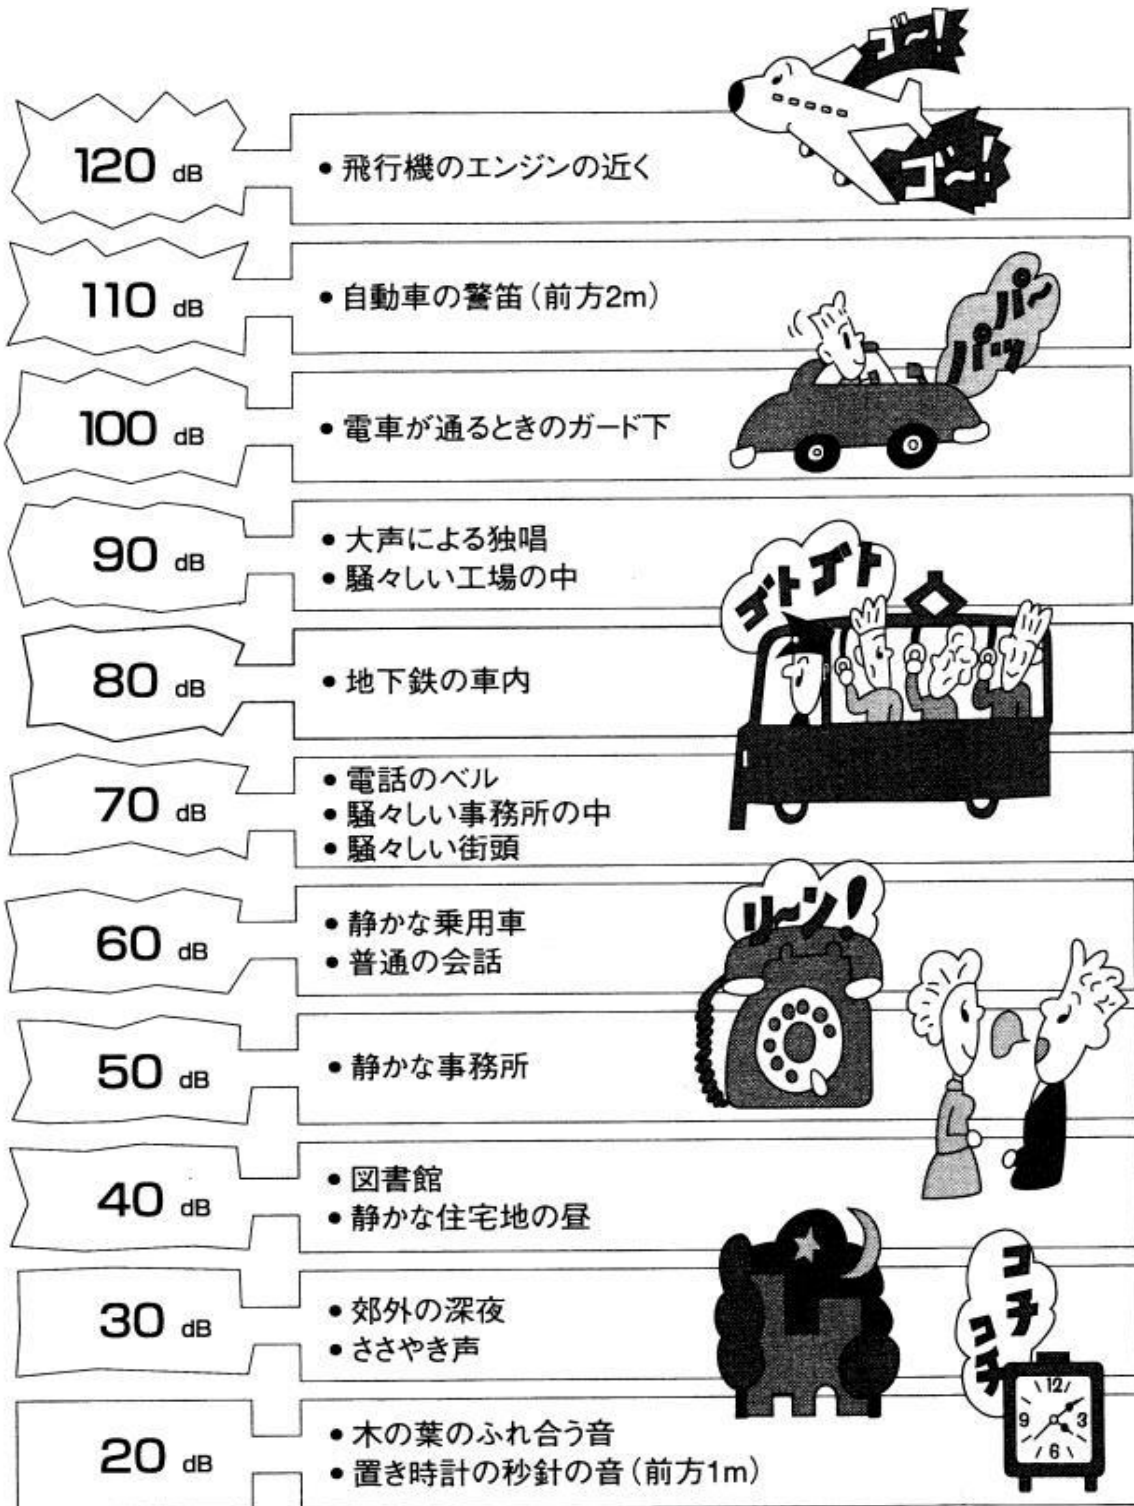 ゴ〜!
ゴ〜!
120 dB
• 飛行機のエンジンの近く
110 dB
• 自動車の警笛(前方2m)
パー
パッ
100 dB
• 電車が通るときのガード下
90 dB
• 大声による独唱
• 騒々しい工場の中
ゴトゴト
80 dB
• 地下鉄の車内
70 dB
• 電話のベル
• 騒々しい事務所の中
• 騒々しい街頭
60 dB
• 静かな乗用車
• 普通の会話
リ〜ン!
50 dB
• 静かな事務所
40 dB
• 図書館
• 静かな住宅地の昼
30 dB
• 郊外の深夜
• ささやき声
コチ
コチ
20 dB
• 木の葉のふれ合う音
• 置き時計の秒針の音(前方1m)
12
9 3
6